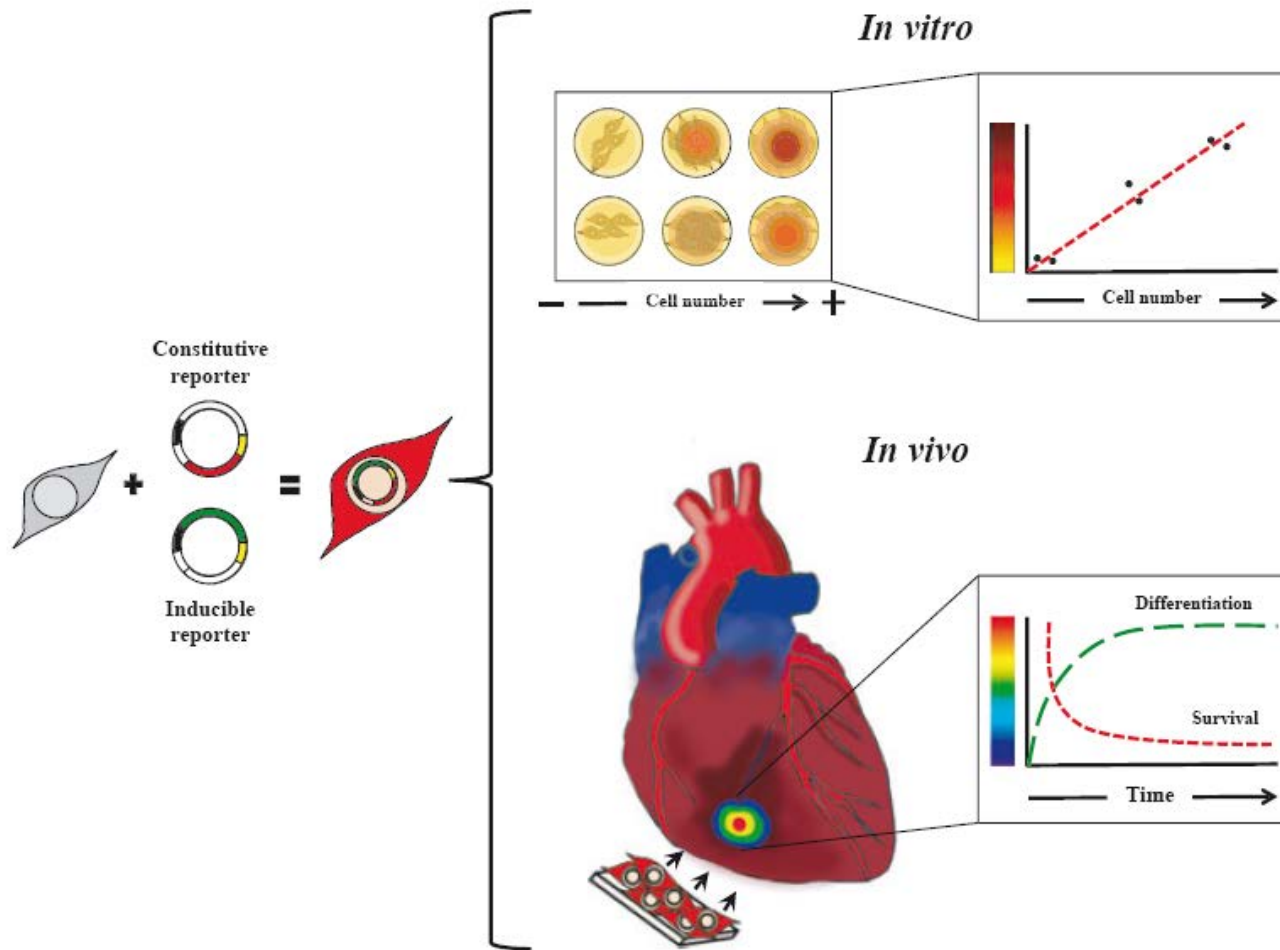 In vitro
− Cell number +
Cell number
Constitutive
reporter
+ =
Inducible
reporter
In vivo
Differentiation
Survival
Time